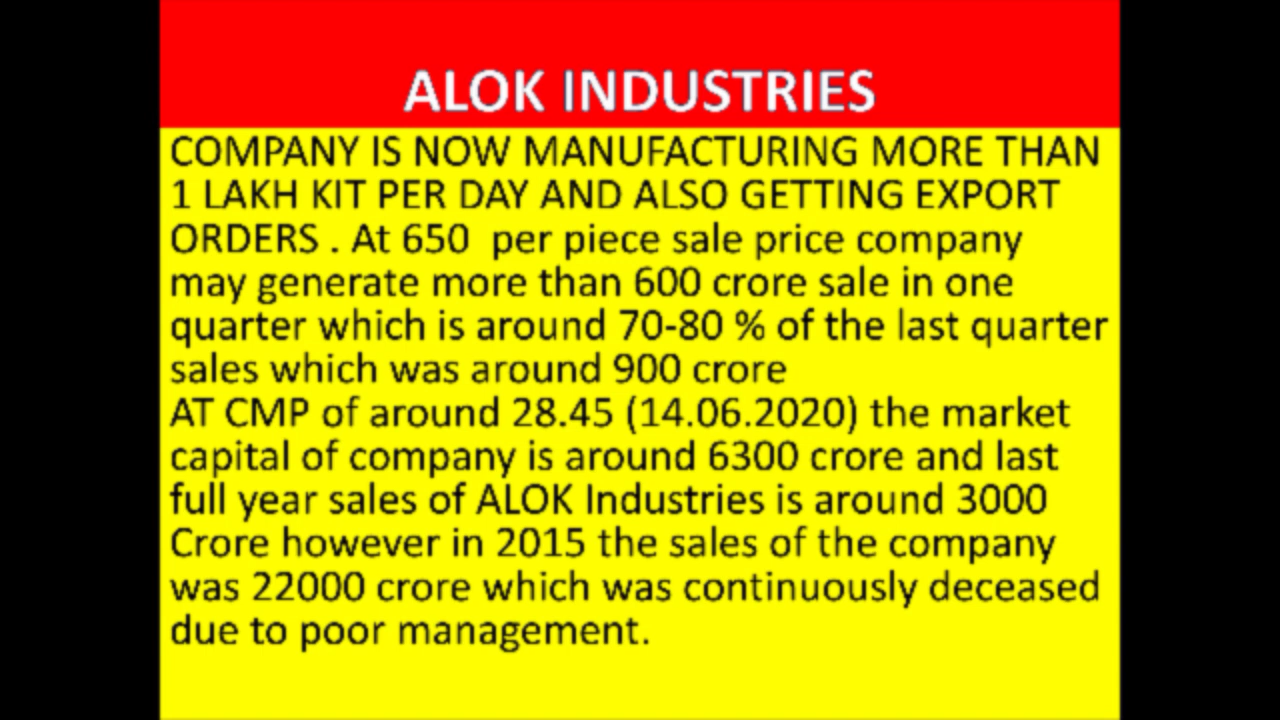 ALOK INDUSTRIES
COMPANY IS NOW MANUFACTURING MORE THAN
1 LAKH KIT PER DAY AND ALSO GETTING EXPORT
ORDERS . At 650  per piece sale price company
may generate more than 600 crore sale in one
quarter which is around 70-80 % of the last quarter
sales which was around 900 crore
AT CMP of around 28.45 (14.06.2020) the market
capital of company is around 6300 crore and last
full year sales of ALOK Industries is around 3000
Crore however in 2015 the sales of the company
was 22000 crore which was continuously deceased
due to poor management.